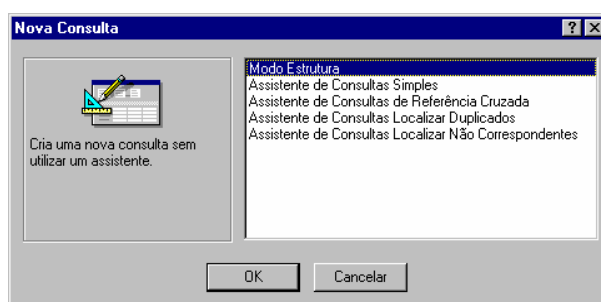 Nova Consulta
Modo Estrutura
Assistente de Consultas Simples
Assistente de Consultas de Referência Cruzada
Assistente de Consultas Localizar Duplicados
Assistente de Consultas Localizar Não Correspondentes
Cria uma nova consulta sem
utilizar um assistente.
OK
Cancelar